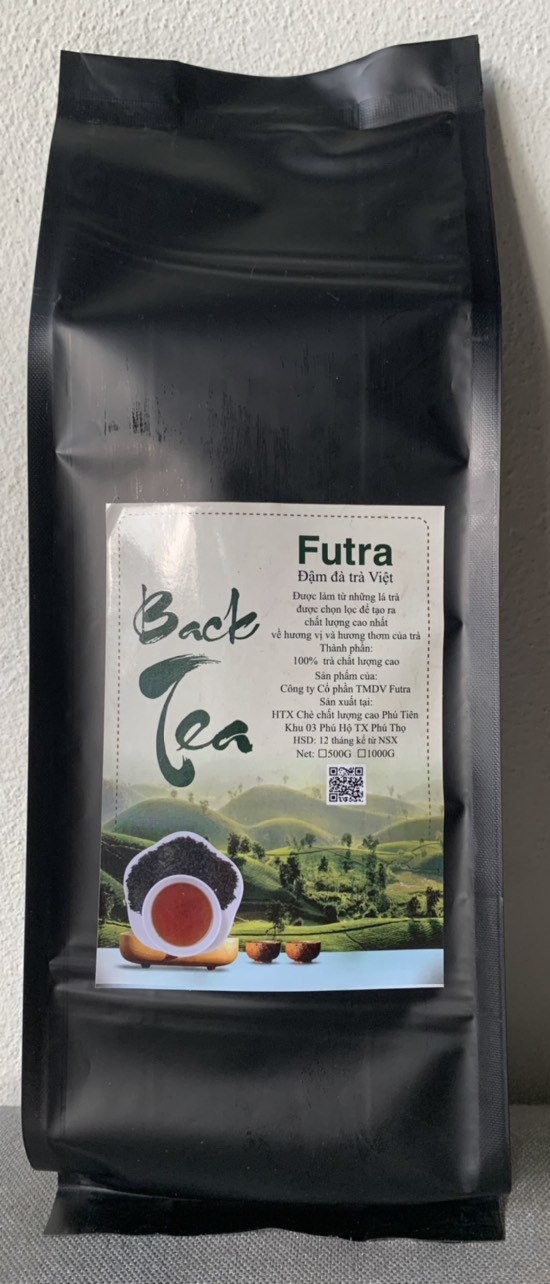 Futra
Đậm đà trà Việt
Back
Tea
Được làm từ những lá trà
được chọn lọc để tạo ra
chất lượng cao nhất
về hương vị và hương thơm của trà
Thành phần:
100% trà chất lượng cao
Sản phẩm của:
Công ty Cổ phần TMDV Futra
Sản xuất tại:
HTX Chè chất lượng cao Phú Tiên
Khu 03 Phú Hộ TX Phú Thọ
HSD: 12 tháng kể từ NSX
Net: ☐500G ☐1000G